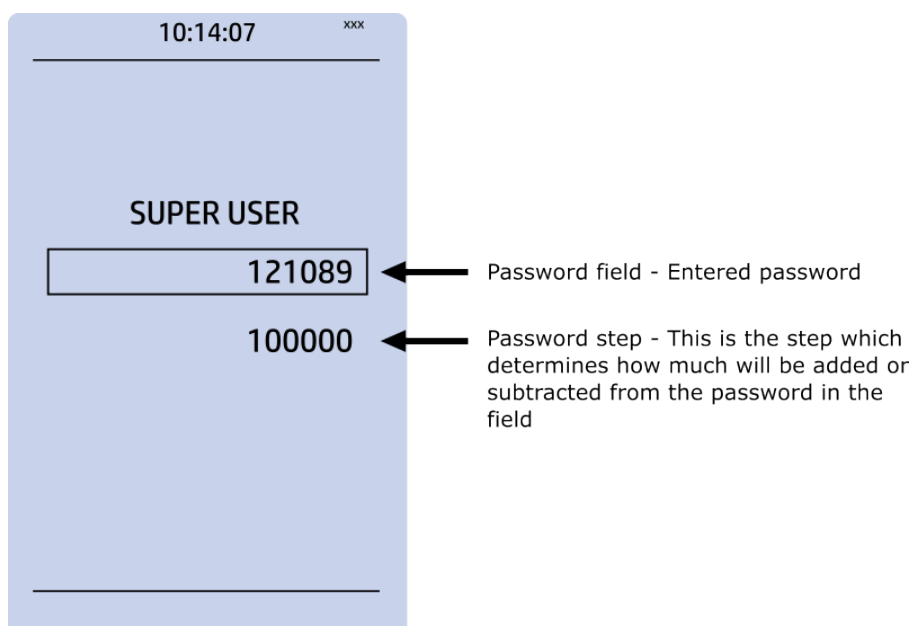 10:14:07 xxx
SUPER USER
121089
Password field - Entered password
100000
Password step - This is the step which
determines how much will be added or
subtracted from the password in the
field